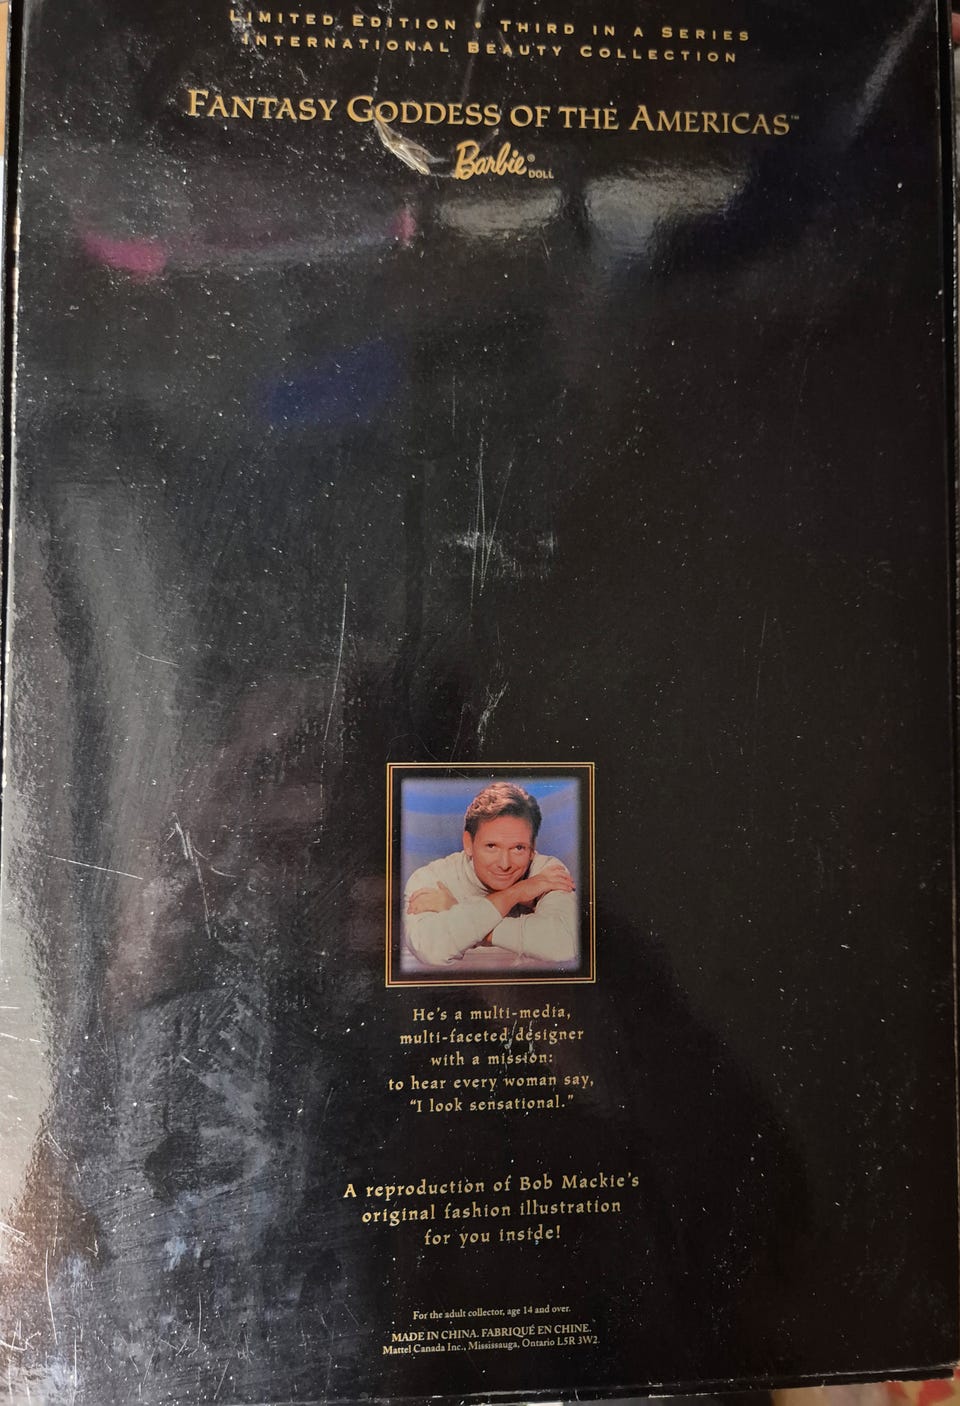 LIMITED EDITION • THIRD IN A SERIES
INTERNATIONAL BEAUTY COLLECTION
FANTASY GODDESS OF THE AMERICAS™
Barbie® DOLL
He's a multi-media,
multi-faceted designer
with a mission:
to hear every woman say,
“I look sensational.”
A reproduction of Bob Mackie's
original fashion illustration
for you inside!
For the adult collector, age 14 and over.
MADE IN CHINA. FABRIQUÉ EN CHINE.
Mattel Canada Inc., Mississauga, Ontario L5R 3W2.